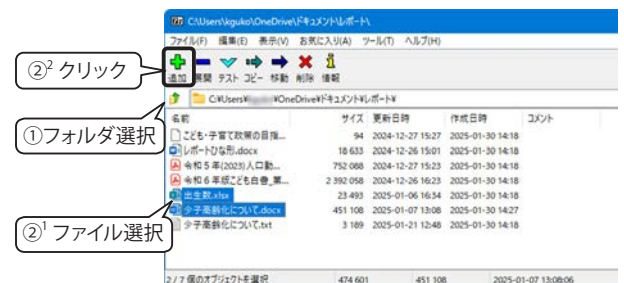 C:\Users\kguko\OneDrive\ドキュメント\レポート\
ファイル(F) 編集(E) 表示(V) お気に入り(A) ツール(T) ヘルプ(H)
②² クリック
追加 展開 テスト コピー 移動 削除 情報
C:¥Users¥ ¥OneDrive¥ドキュメント¥レポート¥
①フォルダ選択
名前 サイズ 更新日時 作成日時 コメント
こども・子育て政策の目指... 94 2024-12-27 15:27 2025-01-30 14:18
レポートひな形.docx 18 633 2024-12-26 15:01 2025-01-30 14:18
令和5年(2023)人口動... 752 088 2024-12-27 15:23 2025-01-30 14:18
令和6年版こども白書_第... 2 392 058 2024-12-26 16:23 2025-01-30 14:18
出生数.xlsx 23 493 2025-01-06 16:34 2025-01-30 14:18
少子高齢化について.docx 451 108 2025-01-07 13:08 2025-01-30 14:27
②¹ ファイル選択
少子高齢化について.txt 3 189 2025-01-21 12:48 2025-01-30 14:18
2 / 7 個のオブジェクトを選択 474 601 451 108 2025-01-07 13:08:06